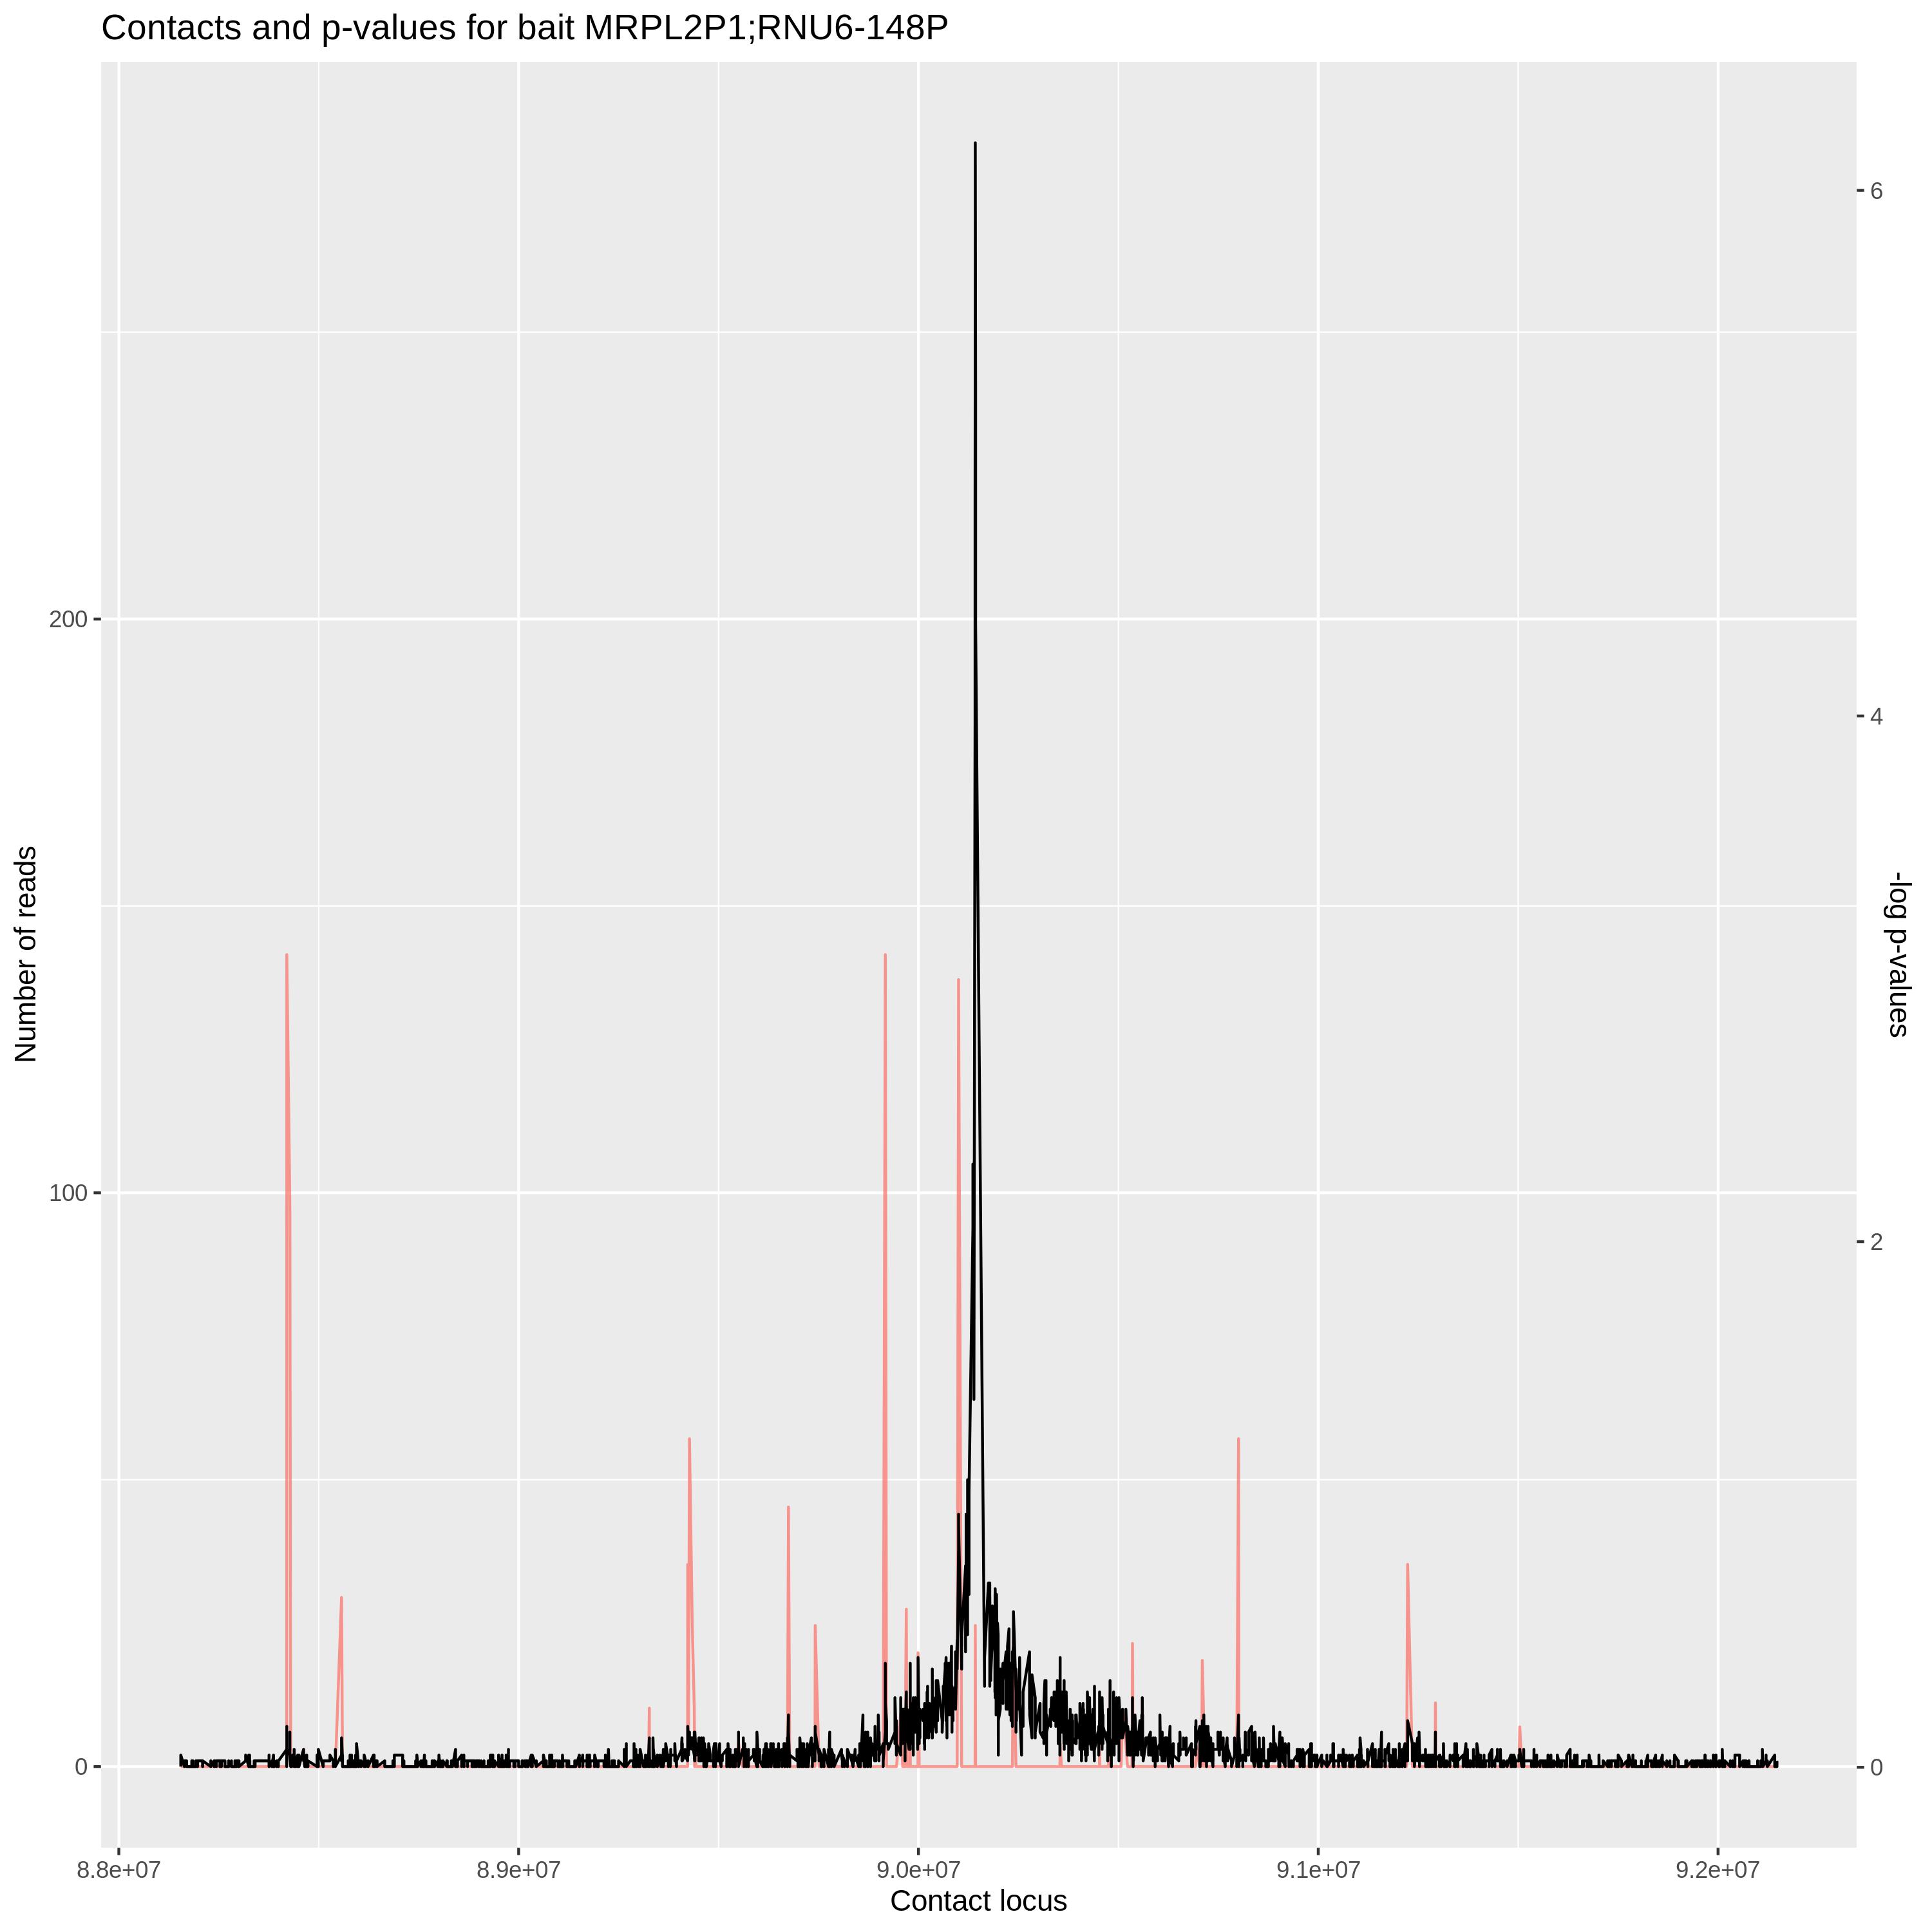 Contacts and p-values for bait MRPL2P1;RNU6-148P
Number of reads
200
100
0
6
4
2
0
-log p-values
8.8e+07
8.9e+07
9.0e+07
9.1e+07
9.2e+07
Contact locus